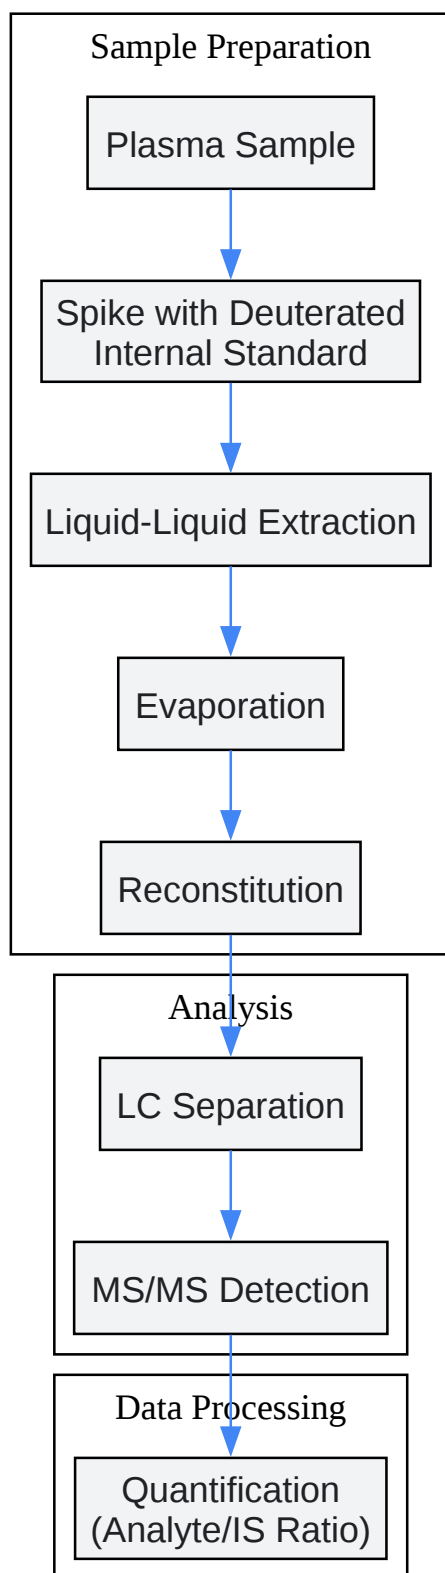 Sample Preparation
Plasma Sample
Spike with Deuterated
Internal Standard
Liquid-Liquid Extraction
Evaporation
Reconstitution
Analysis
LC Separation
MS/MS Detection
Data Processing
Quantification
(Analyte/IS Ratio)